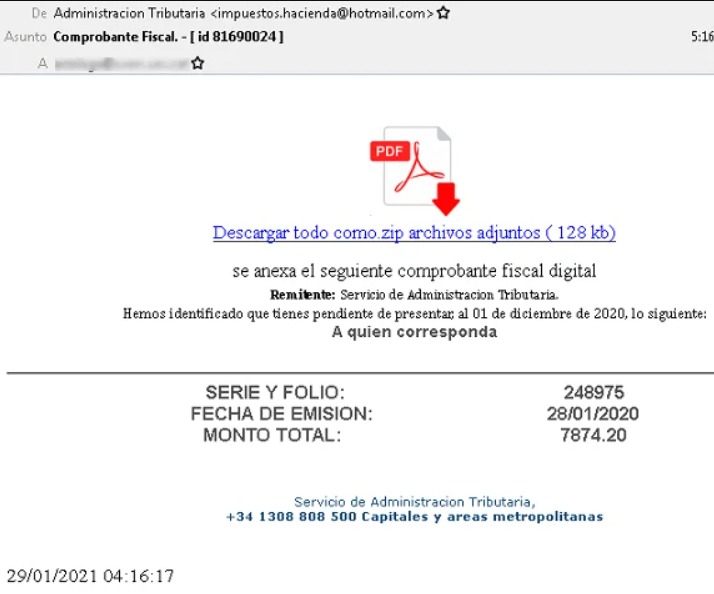 De Administracion Tributaria <impuestos.hacienda@hotmail.com>
Asunto Comprobante Fiscal. - [ id 81690024 ] 5:16
A
PDF
Descargar todo como.zip archivos adjuntos ( 128 kb)
se anexa el seguiente comprobante fiscal digital
Remitente: Servicio de Administracion Tributaria.
Hemos identificado que tienes pendiente de presentar, al 01 de diciembre de 2020, lo siguiente:
A quien corresponda
SERIE Y FOLIO: 248975
FECHA DE EMISION: 28/01/2020
MONTO TOTAL: 7874.20
Servicio de Administracion Tributaria,
+34 1308 808 500 Capitales y areas metropolitanas
29/01/2021 04:16:17